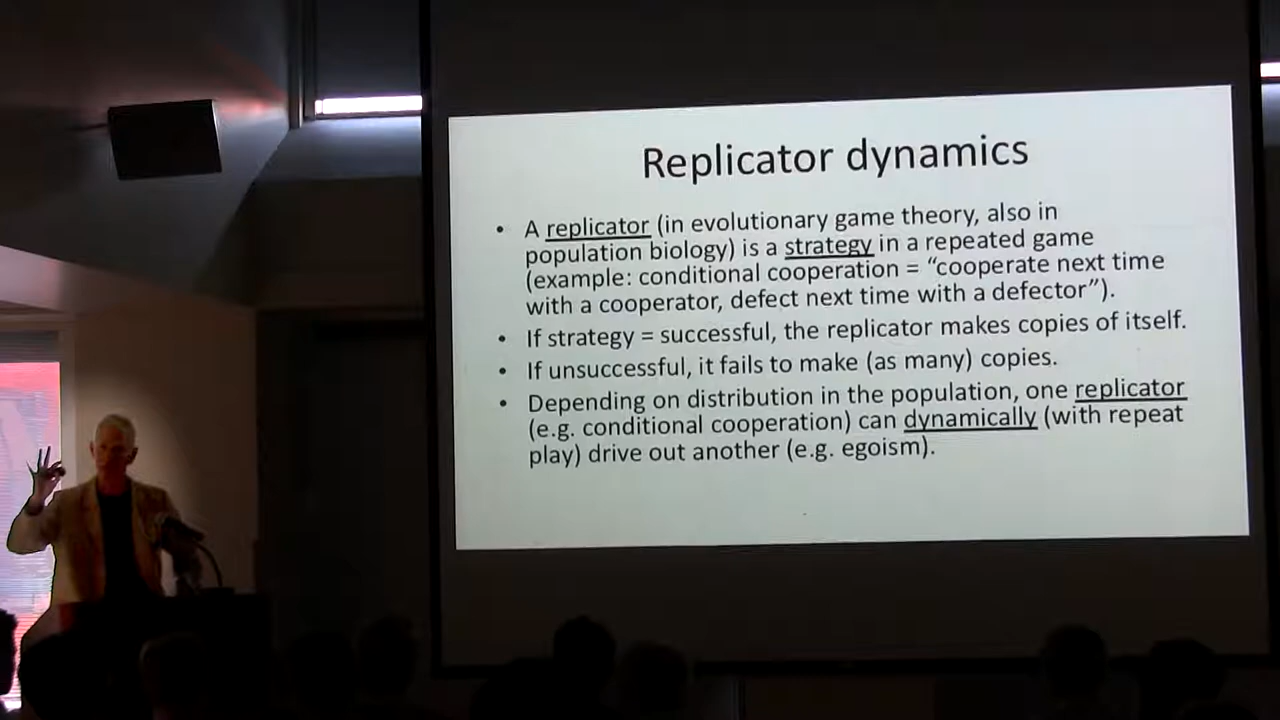 Replicator dynamics
• A replicator (in evolutionary game theory, also in
population biology) is a strategy in a repeated game
(example: conditional cooperation = “cooperate next time
with a cooperator, defect next time with a defector”).
• If strategy = successful, the replicator makes copies of itself.
• If unsuccessful, it fails to make (as many) copies.
• Depending on distribution in the population, one replicator
(e.g. conditional cooperation) can dynamically (with repeat
play) drive out another (e.g. egoism).